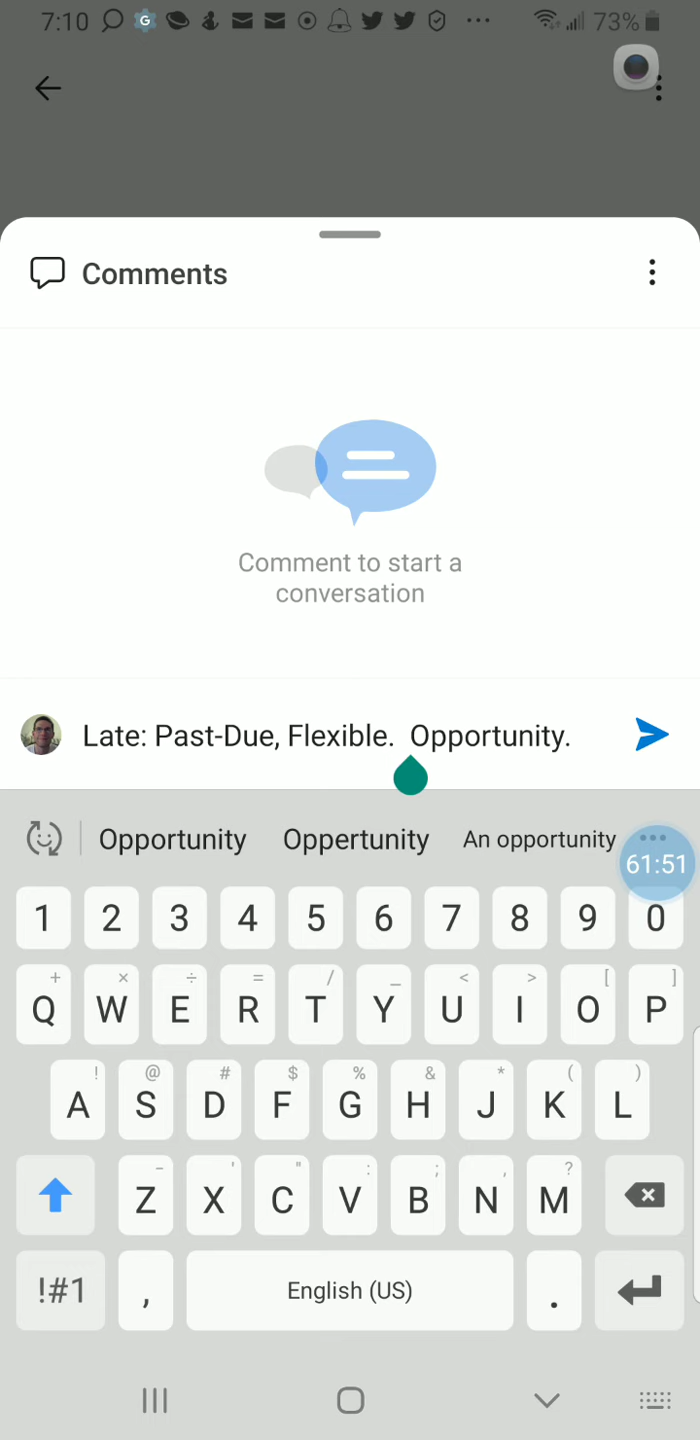 7:10 G 73%
Comments
Comment to start a
conversation
Late: Past-Due, Flexible.  Opportunity.
Opportunity Oppertunity An opportunity
61:51
1 2 3 4 5 6 7 8 9 0
+ × ÷ = / _ < > [ ]
Q W E R T Y U I O P
! @ # $ % & * ( )
A S D F G H J K L
- ' " : ; , ?
Z X C V B N M
!#1 , English (US) .